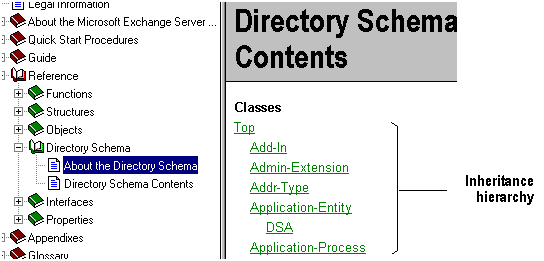 Legal Information
About the Microsoft Exchange Server ...
Quick Start Procedures
Guide
Reference
Functions
Structures
Objects
Directory Schema
About the Directory Schema
Directory Schema Contents
Interfaces
Properties
Appendixes
Glossary
Directory Schema
Contents
Classes
Top
Add-In
Admin-Extension
Addr-Type
Application-Entity
DSA
Application-Process
Inheritance
hierarchy